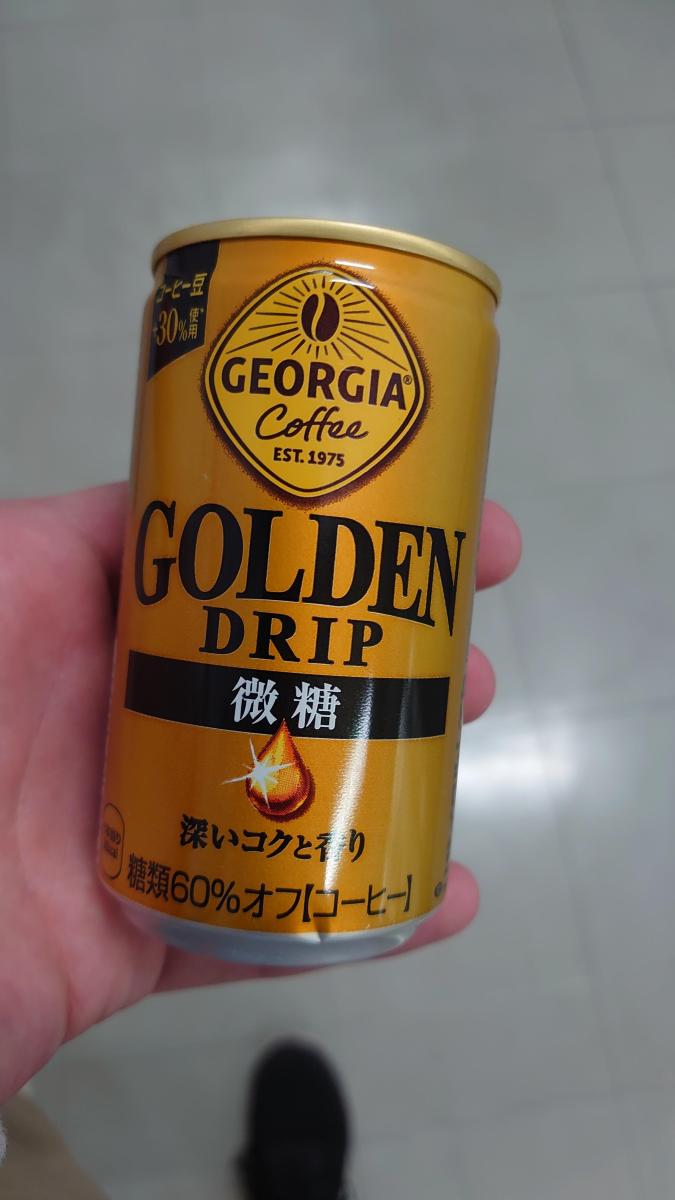 コーヒー豆
+30%使用*
GEORGIA®
Coffee
EST. 1975
GOLDEN
DRIP
微糖
深いコクと香り
糖類60%オフ【コーヒー】